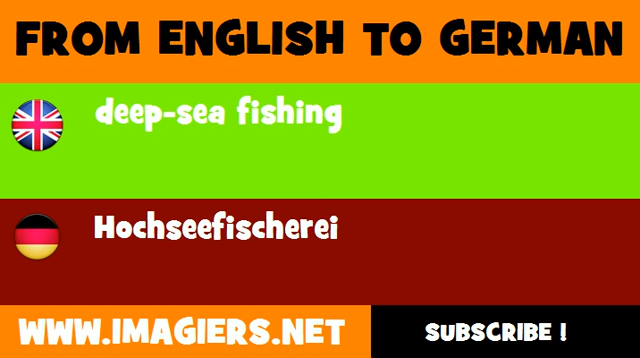 FROM ENGLISH TO GERMAN
deep-sea fishing
Hochseefischerei
WWW.IMAGIERS.NET
SUBSCRIBE !